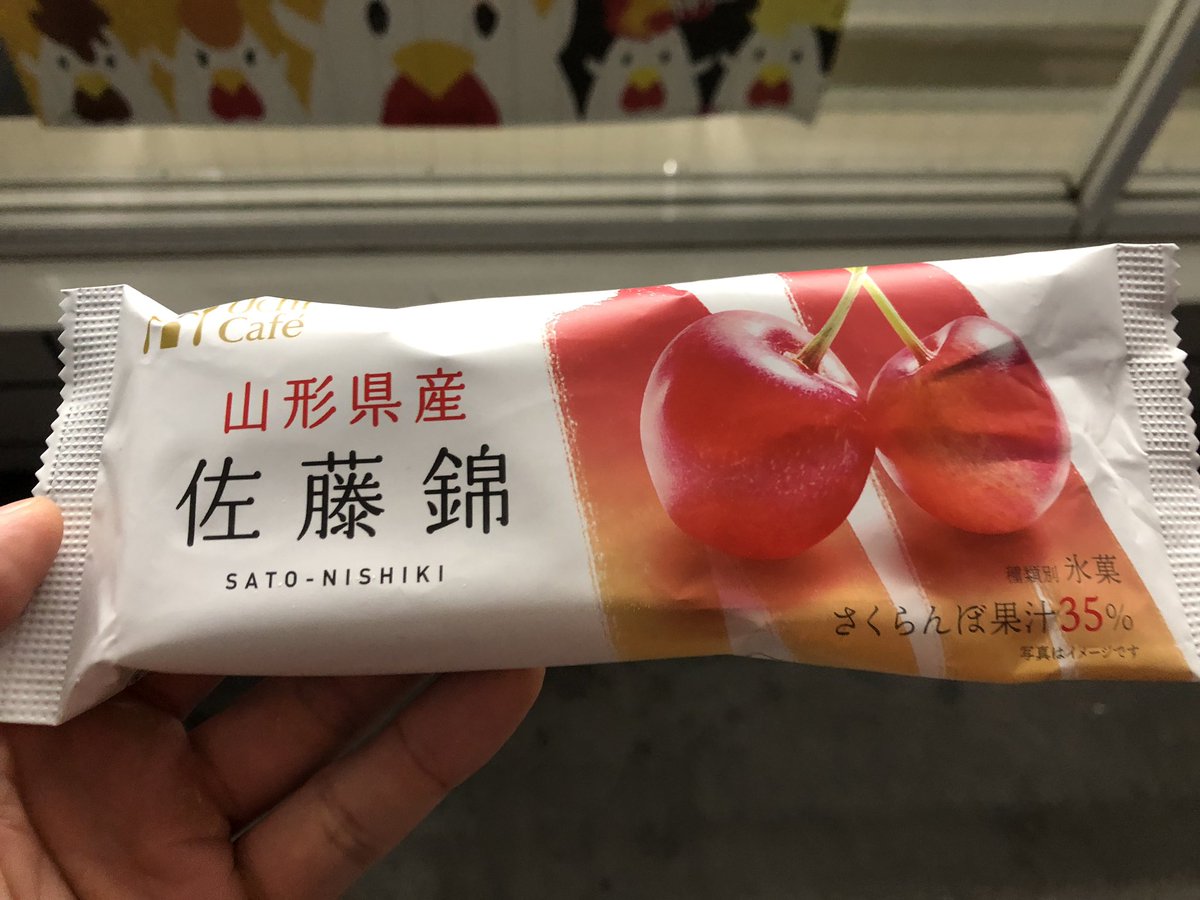 Uchi
Café
山形県産
佐藤錦
SATO-NISHIKI
種類別 氷菓
さくらんぼ果汁35%
写真はイメージです